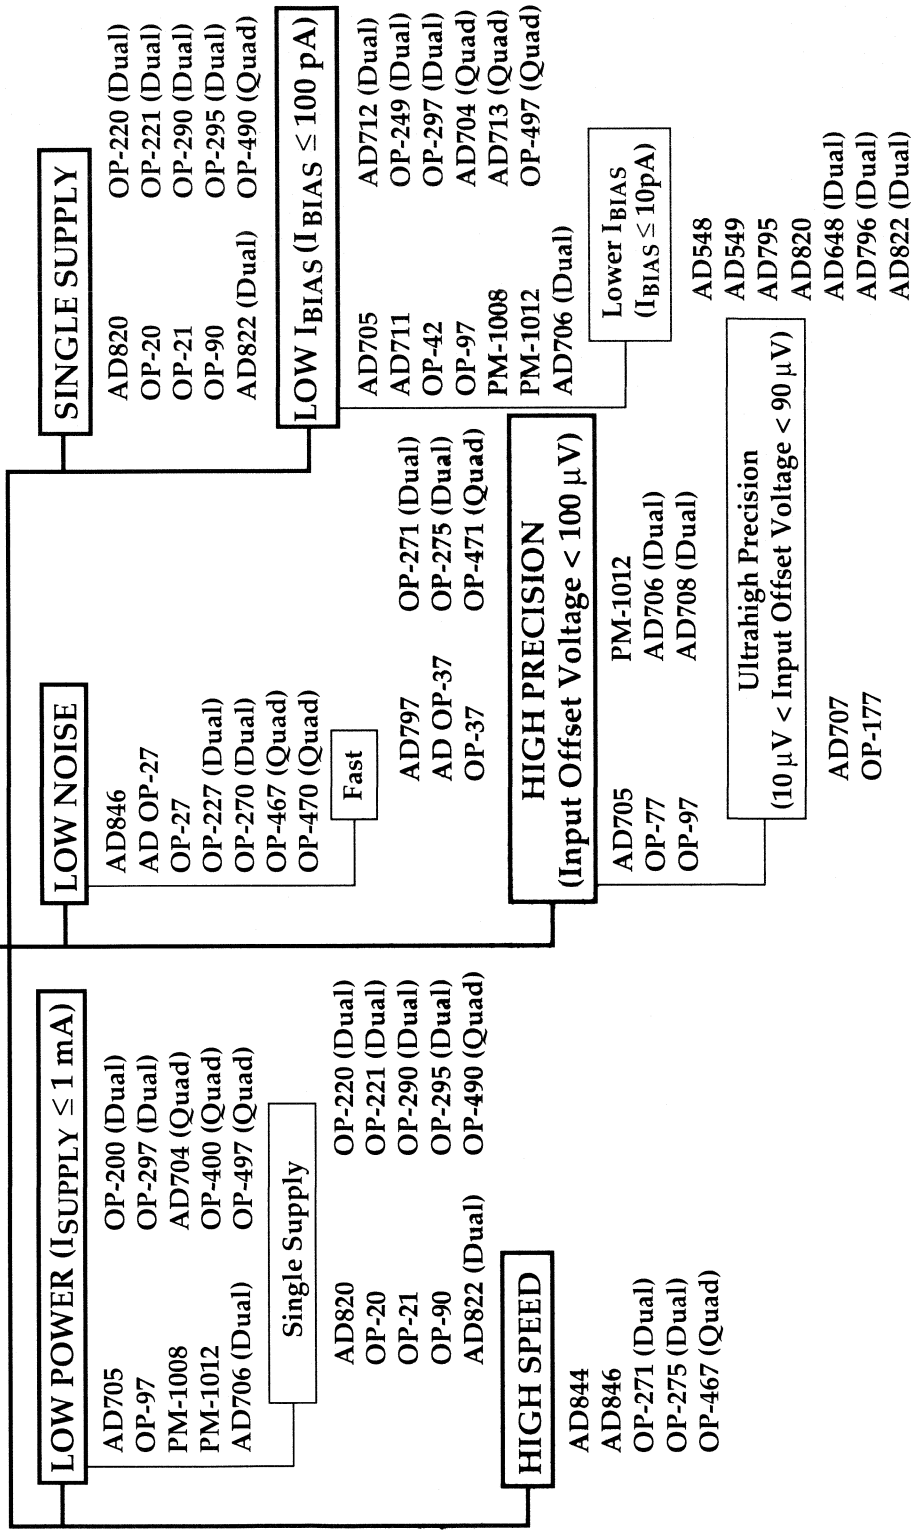 LOW POWER (ISUPPLY ≤ 1 mA)
AD705
OP-97
PM-1008
PM-1012
AD706 (Dual)
OP-200 (Dual)
OP-297 (Dual)
AD704 (Quad)
OP-400 (Quad)
OP-497 (Quad)
Single Supply
AD820
OP-20
OP-21
OP-90
AD822 (Dual)
OP-220 (Dual)
OP-221 (Dual)
OP-290 (Dual)
OP-295 (Dual)
OP-490 (Quad)
HIGH SPEED
AD844
AD846
OP-271 (Dual)
OP-275 (Dual)
OP-467 (Quad)
LOW NOISE
AD846
AD OP-27
OP-27
OP-227 (Dual)
OP-270 (Dual)
OP-467 (Quad)
OP-470 (Quad)
Fast
AD797
AD OP-37
OP-37
OP-271 (Dual)
OP-275 (Dual)
OP-471 (Quad)
HIGH PRECISION
(Input Offset Voltage < 100 µV)
AD705
OP-77
OP-97
PM-1012
AD706 (Dual)
AD708 (Dual)
Ultrahigh Precision
(10 µV < Input Offset Voltage < 90 µV)
AD707
OP-177
SINGLE SUPPLY
AD820
OP-20
OP-21
OP-90
AD822 (Dual)
OP-220 (Dual)
OP-221 (Dual)
OP-290 (Dual)
OP-295 (Dual)
OP-490 (Quad)
LOW IBIAS (IBIAS ≤ 100 pA)
AD705
AD711
OP-42
OP-97
PM-1008
PM-1012
AD706 (Dual)
AD712 (Dual)
OP-249 (Dual)
OP-297 (Dual)
AD704 (Quad)
AD713 (Quad)
OP-497 (Quad)
Lower IBIAS
(IBIAS ≤ 10pA)
AD548
AD549
AD795
AD820
AD648 (Dual)
AD796 (Dual)
AD822 (Dual)